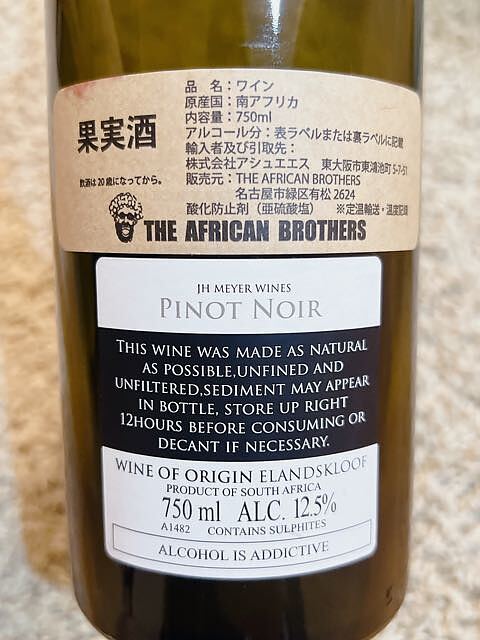 果実酒
飲酒は20歳になってから。
品 名：ワイン
原産国：南アフリカ
内容量：750ml
アルコール分：表ラベルまたは裏ラベルに記載
輸入者及び引取先：
株式会社アシュエエス 東大阪市東鴻池町5-7-51
販売元：THE AFRICAN BROTHERS
名古屋市緑区有松2624
酸化防止剤（亜硫酸塩） ※定温輸送・温度記録
THE AFRICAN BROTHERS
JH MEYER WINES
PINOT NOIR
THIS WINE WAS MADE AS NATURAL
AS POSSIBLE,UNFINED AND
UNFILTERED,SEDIMENT MAY APPEAR
IN BOTTLE, STORE UP RIGHT
12HOURS BEFORE CONSUMING OR
DECANT IF NECESSARY.
WINE OF ORIGIN ELANDSKLOOF
PRODUCT OF SOUTH AFRICA
750 ml ALC. 12.5%
A1482 CONTAINS SULPHITES
ALCOHOL IS ADDICTIVE